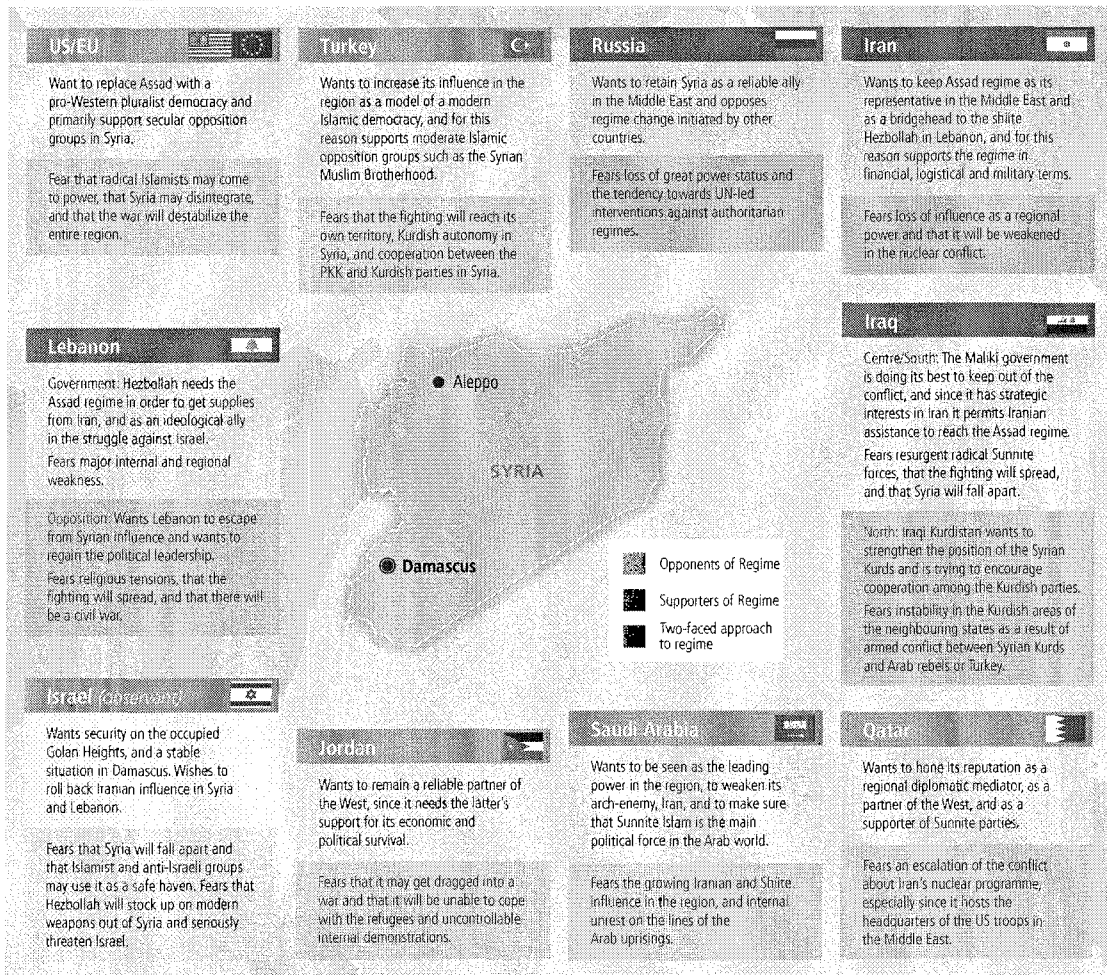 US/EU
Want to replace Assad with a
pro-Western pluralist democracy and
primarily support secular opposition
groups in Syria.
Fear that radical Islamists may come
to power, that Syria may disintegrate,
and that the war will destabilize the
entire region.
Turkey
Wants to increase its influence in the
region as a model of a modern
Islamic democracy, and for this
reason supports moderate Islamic
opposition groups such as the Syrian
Muslim Brotherhood.
Fears that the fighting will reach its
own territory, Kurdish autonomy in
Syria, and cooperation between the
PKK and Kurdish parties in Syria.
Russia
Wants to retain Syria as a reliable ally
in the Middle East and opposes
regime change initiated by other
countries.
Fears loss of great power status and
the tendency towards UN-led
interventions against authoritarian
regimes.
Iran
Wants to keep Assad regime as its
representative in the Middle East and
as a bridgehead to the shiite
Hezbollah in Lebanon, and for this
reason supports the regime in
financial, logistical and military terms.
Fears loss of influence as a regional
power and that it will be weakened
in the nuclear conflict.
Lebanon
Government: Hezbollah needs the
Assad regime in order to get supplies
from Iran, and as an ideological ally
in the struggle against Israel.
Fears major internal and regional
weakness.
Opposition: Wants Lebanon to escape
from Syrian influence and wants to
regain the political leadership.
Fears religious tensions, that the
fighting will spread, and that there will
be a civil war.
Aleppo
SYRIA
Damascus
Opponents of Regime
Supporters of Regime
Two-faced approach
to regime
Iraq
Centre/South: The Maliki government
is doing its best to keep out of the
conflict, and since it has strategic
interests in Iran it permits Iranian
assistance to reach the Assad regime.
Fears resurgent radical Sunnite
forces, that the fighting will spread,
and that Syria will fall apart.
North: Iraqi Kurdistan wants to
strengthen the position of the Syrian
Kurds and is trying to encourage
cooperation among the Kurdish parties.
Fears instability in the Kurdish areas of
the neighbouring states as a result of
armed conflict between Syrian Kurds
and Arab rebels or Turkey.
Israel (observant)
Wants security on the occupied
Golan Heights, and a stable
situation in Damascus. Wishes to
roll back Iranian influence in Syria
and Lebanon.
Fears that Syria will fall apart and
that Islamist and anti-Israeli groups
may use it as a safe haven. Fears that
Hezbollah will stock up on modern
weapons out of Syria and seriously
threaten Israel.
Jordan
Wants to remain a reliable partner of
the West, since it needs the latter's
support for its economic and
political survival.
Fears that it may get dragged into a
war and that it will be unable to cope
with the refugees and uncontrollable
internal demonstrations.
Saudi Arabia
Wants to be seen as the leading
power in the region, to weaken its
arch-enemy, Iran, and to make sure
that Sunnite Islam is the main
political force in the Arab world.
Fears the growing Iranian and Shiite
influence in the region, and internal
unrest on the lines of the
Arab uprisings.
Qatar
Wants to hone its reputation as a
regional diplomatic mediator, as a
partner of the West, and as a
supporter of Sunnite parties.
Fears an escalation of the conflict
about Iran's nuclear programme,
especially since it hosts the
headquarters of the US troops in
the Middle East.